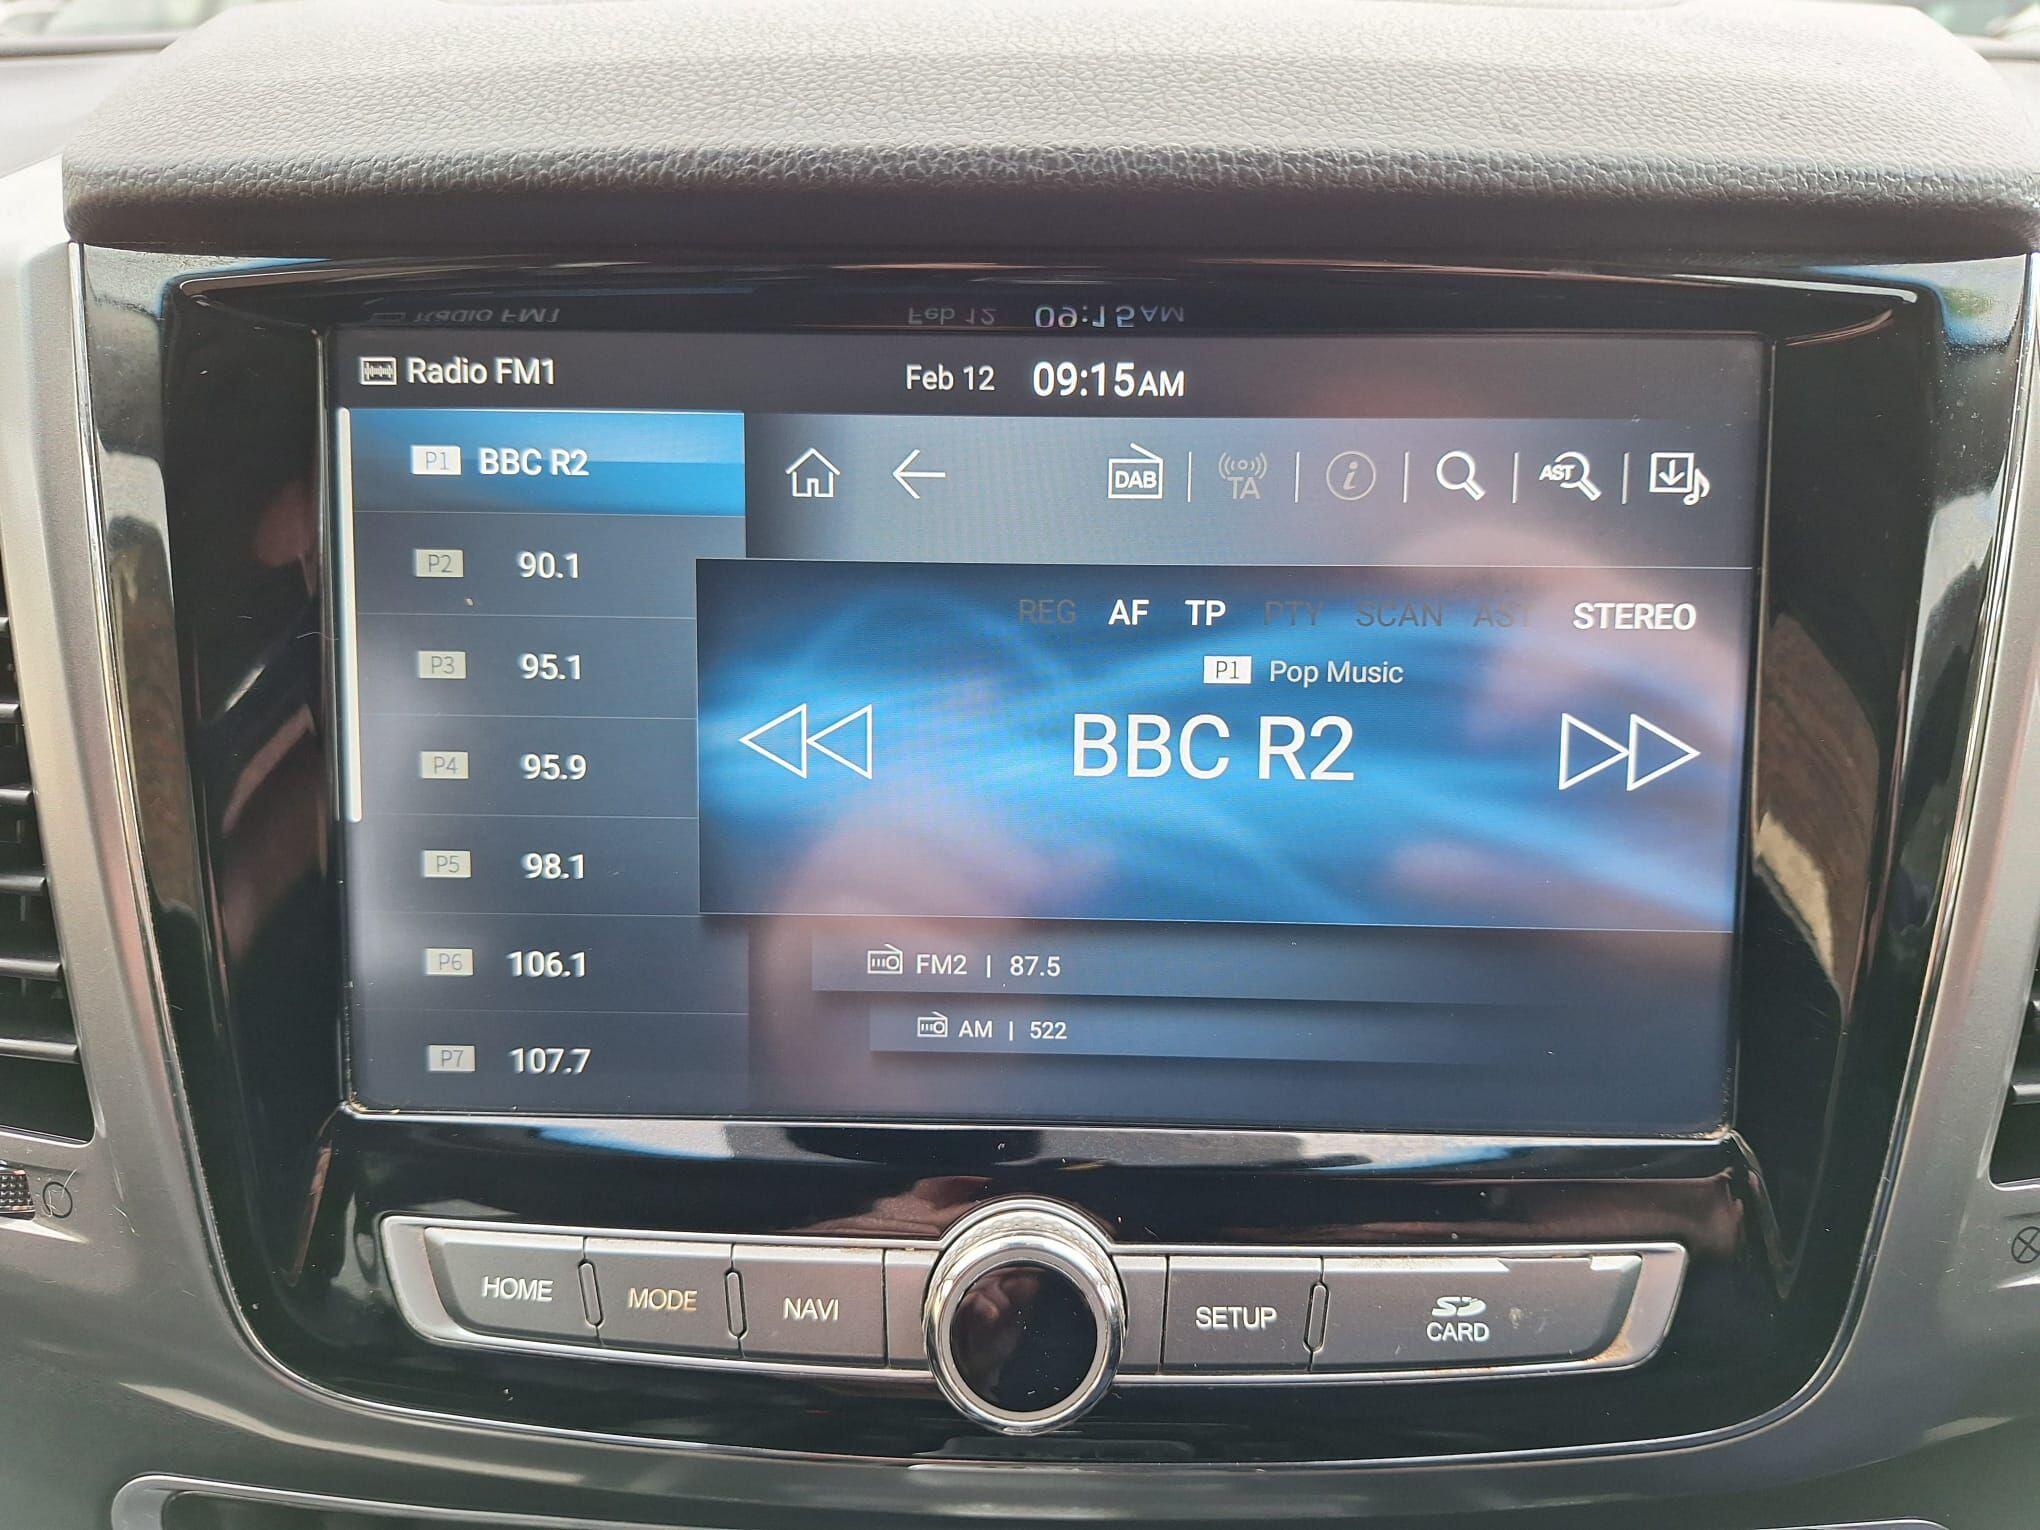 Radio FM1 Feb 12 09:15AM
P1 BBC R2
DAB TA i AST
P2 90.1
P3 95.1
P4 95.9
P5 98.1
P6 106.1
P7 107.7
REG AF TP PTY SCAN AST STEREO
P1 Pop Music
BBC R2
FM2 | 87.5
AM | 522
HOME MODE NAVI SETUP SD CARD